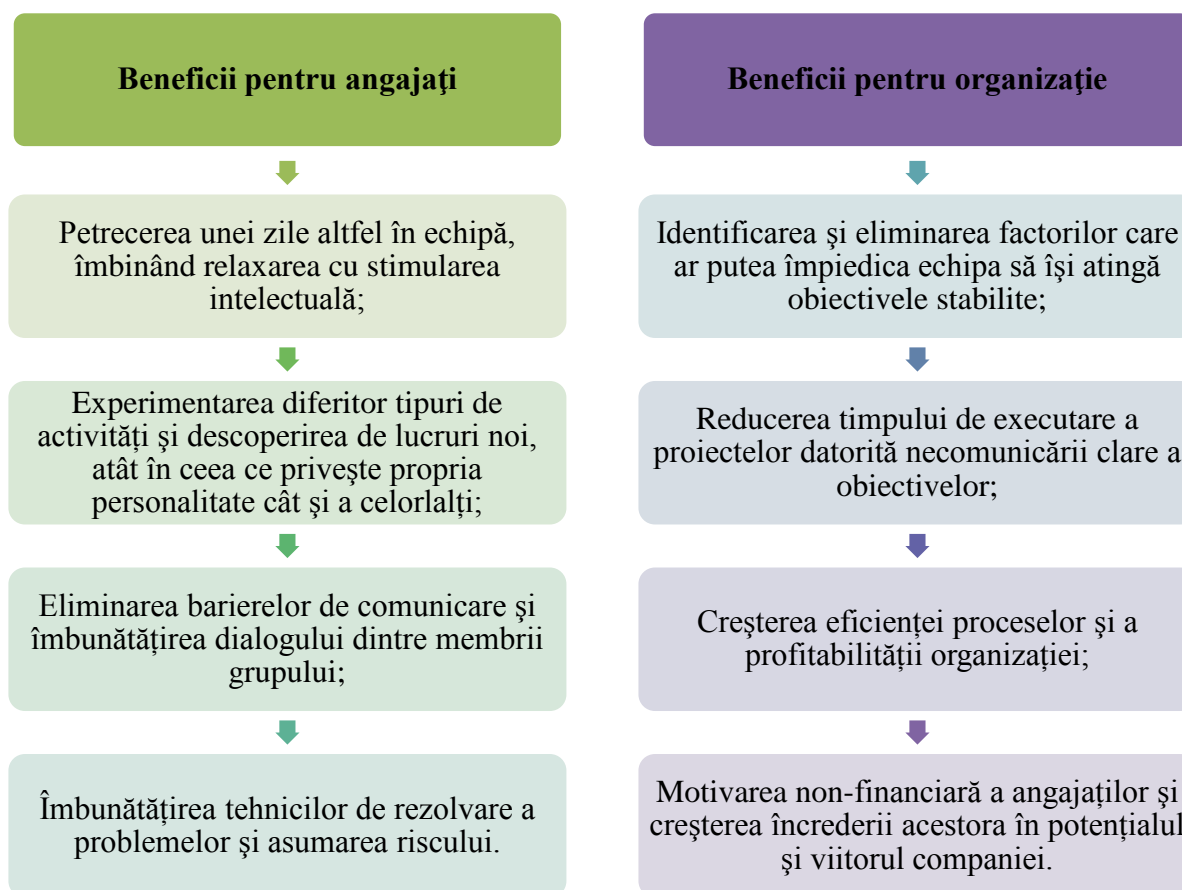 Beneficii pentru angajaţi
Petrecerea unei zile altfel în echipă,
îmbinând relaxarea cu stimularea
intelectuală;
Experimentarea diferitor tipuri de
activități şi descoperirea de lucruri noi,
atât în ceea ce priveşte propria
personalitate cât şi a celorlalți;
Eliminarea barierelor de comunicare şi
îmbunătățirea dialogului dintre membrii
grupului;
Îmbunătățirea tehnicilor de rezolvare a
problemelor şi asumarea riscului.
Beneficii pentru organizaţie
Identificarea şi eliminarea factorilor care
ar putea împiedica echipa să îşi atingă
obiectivele stabilite;
Reducerea timpului de executare a
proiectelor datorită necomunicării clare a
obiectivelor;
Creşterea eficienței proceselor şi a
profitabilității organizației;
Motivarea non-financiară a angajaților şi
creşterea încrederii acestora în potențialul
şi viitorul companiei.